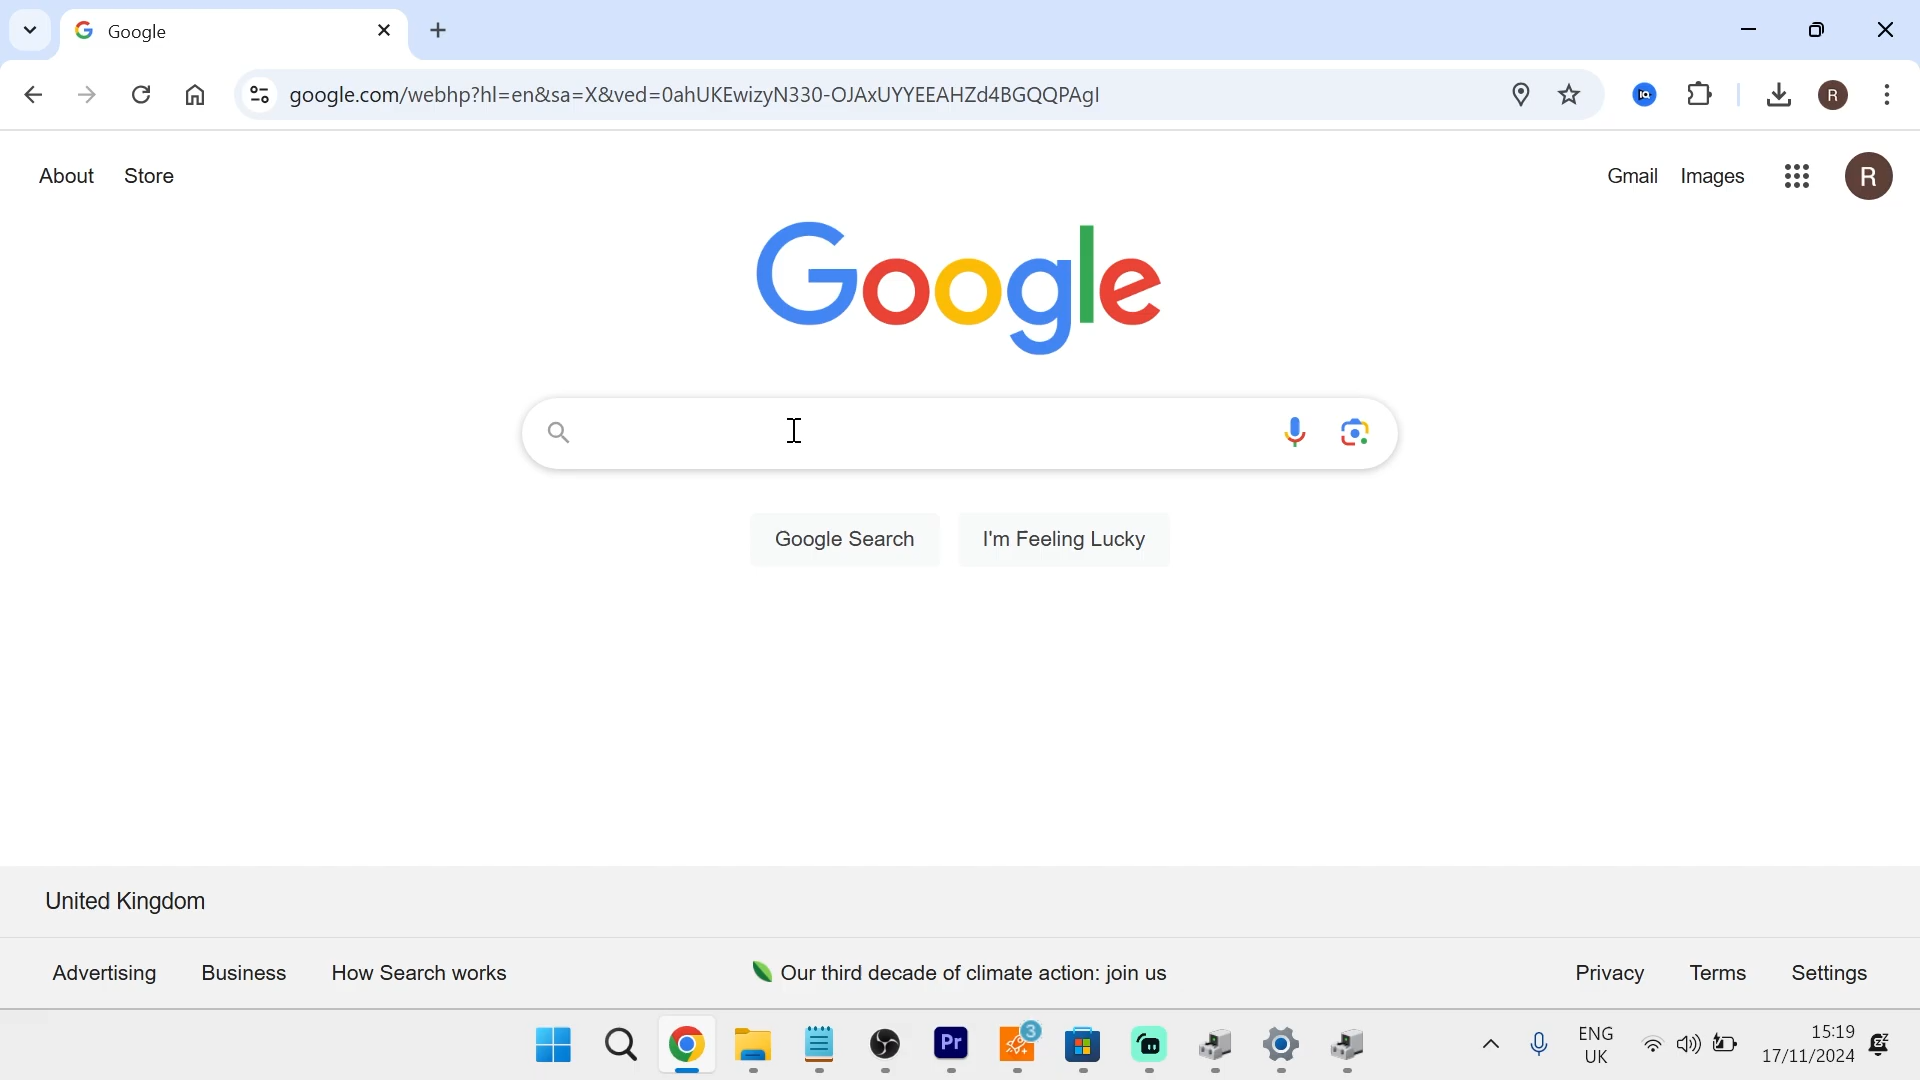 Google
google.com/webhp?hl=en&sa=X&ved=0ahUKEwizyN330-OJAxUYYEEAHZd4BGQQPAgI
R
About Store Gmail Images R
Google
Google Search I'm Feeling Lucky
United Kingdom
Advertising Business How Search works Our third decade of climate action: join us Privacy Terms Settings
Pr 3 ENG 15:19
UK 17/11/2024